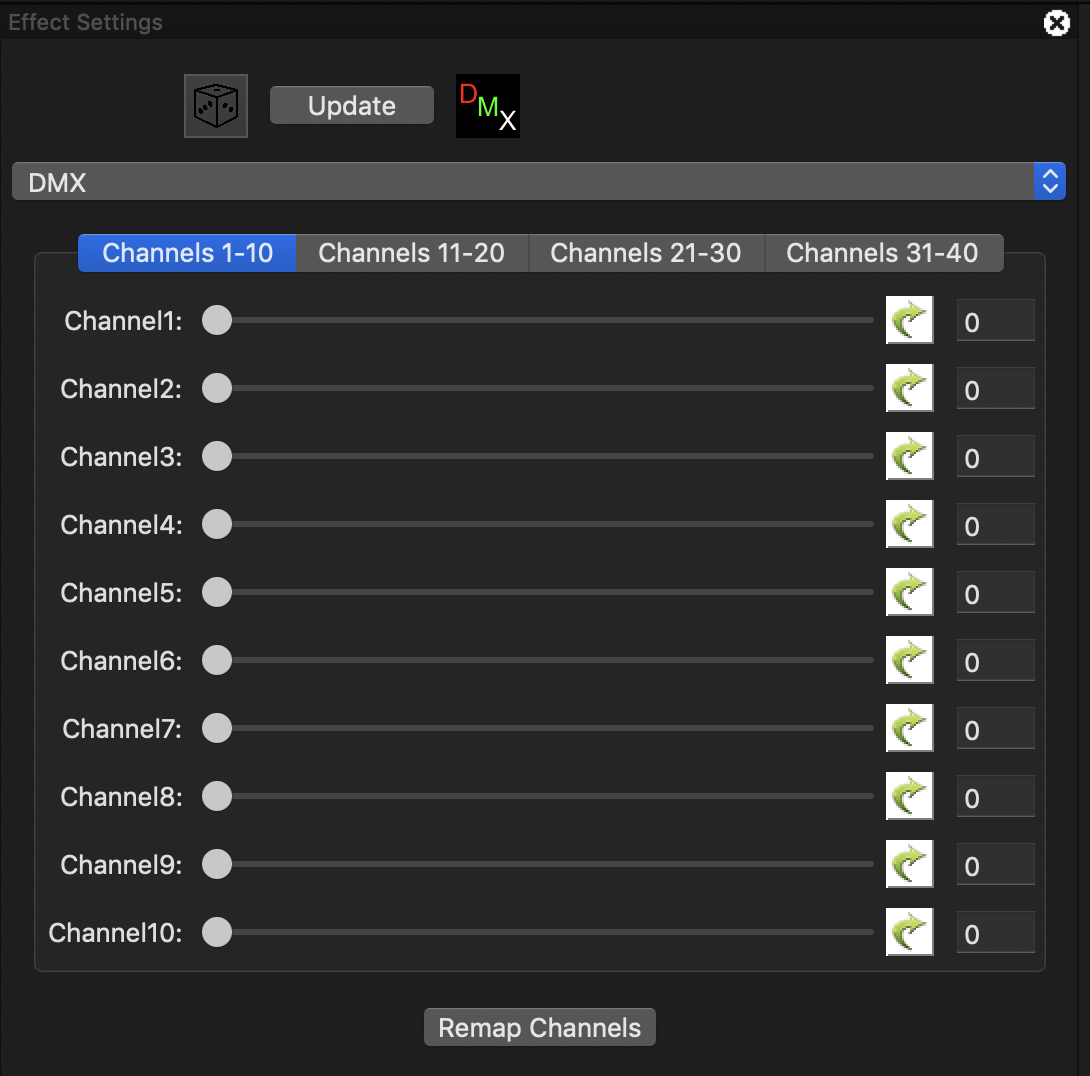 Effect Settings
Update
DMX
DMX
Channels 1-10 Channels 11-20 Channels 21-30 Channels 31-40
Channel1: 0
Channel2: 0
Channel3: 0
Channel4: 0
Channel5: 0
Channel6: 0
Channel7: 0
Channel8: 0
Channel9: 0
Channel10: 0
Remap Channels